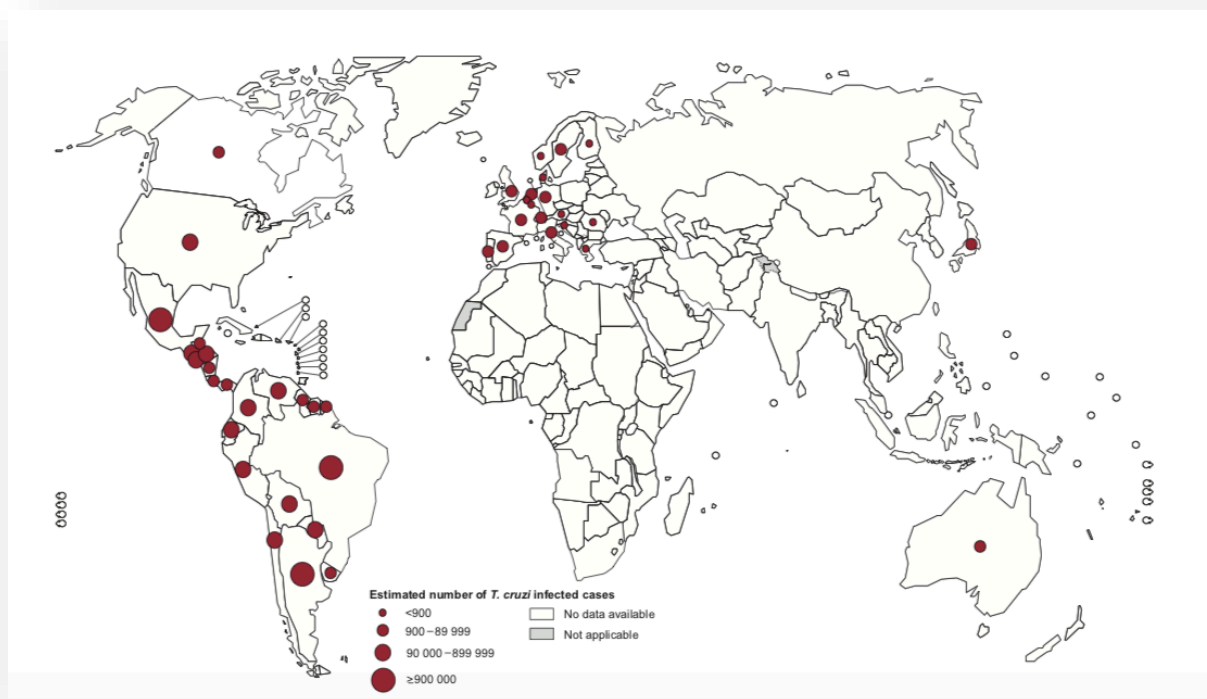 Estimated number of T. cruzi infected cases
<900
900–89 999
90 000–899 999
≥900 000
No data available
Not applicable